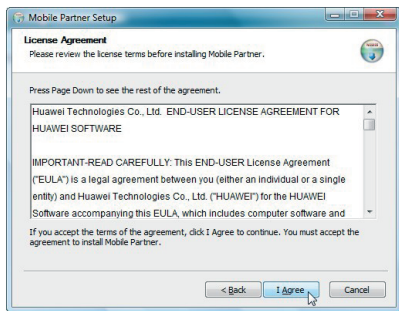 Mobile Partner Setup
License Agreement
Please review the license terms before installing Mobile Partner.
Press Page Down to see the rest of the agreement.
Huawei Technologies Co., Ltd. END-USER LICENSE AGREEMENT FOR
HUAWEI SOFTWARE
IMPORTANT-READ CAREFULLY: This END-USER License Agreement
("EULA") is a legal agreement between you (either an individual or a single
entity) and Huawei Technologies Co., Ltd. ("HUAWEI") for the HUAWEI
Software accompanying this EULA, which includes computer software and
If you accept the terms of the agreement, click I Agree to continue. You must accept the
agreement to install Mobile Partner.
< Back I Agree Cancel